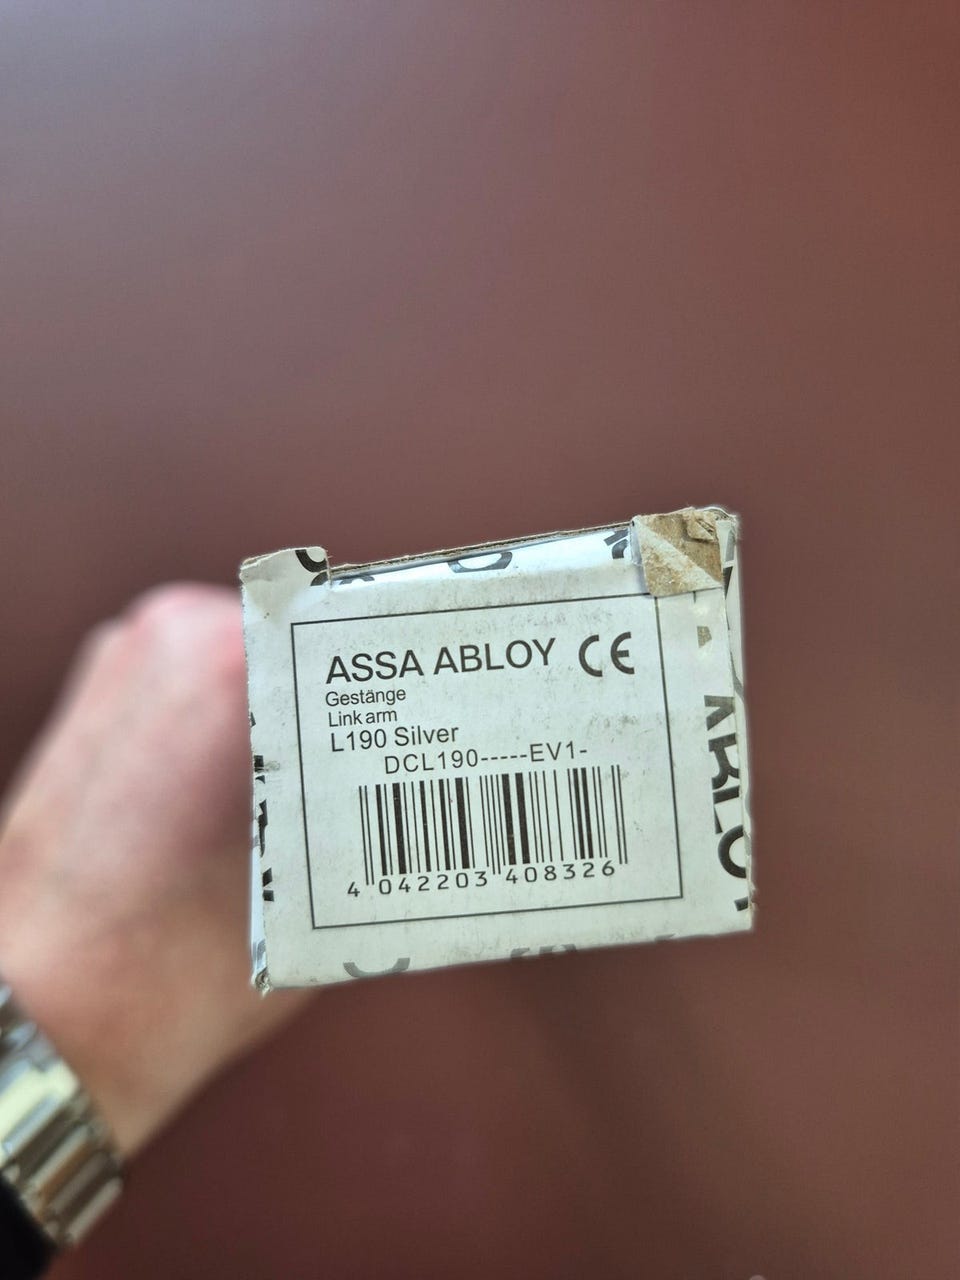 ASSA ABLOY CE
Gestänge
Link arm
L190 Silver
DCL190-----EV1-
4 042203 408326